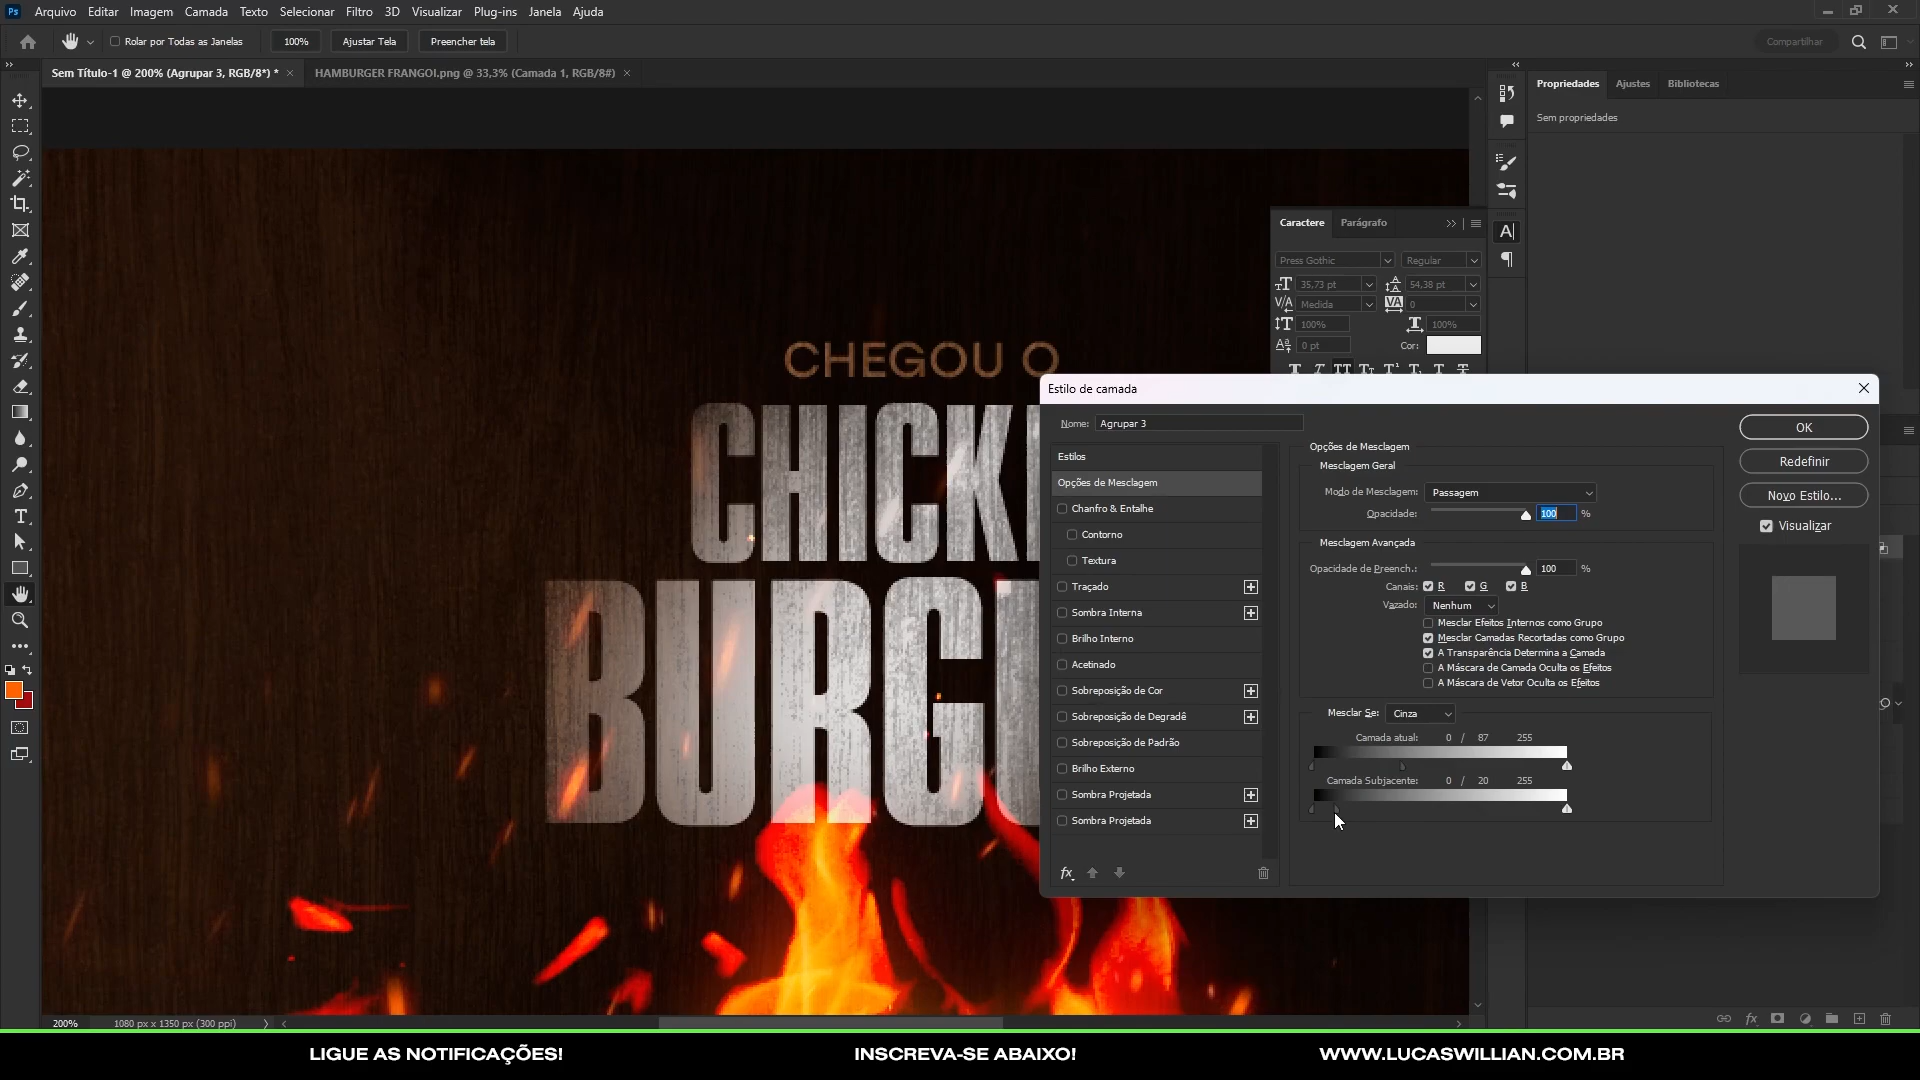 Ps Arquivo Editar Imagem Camada Texto Selecionar Filtro 3D Visualizar Plug-ins Janela Ajuda
Rolar por Todas as Janelas 100% Ajustar Tela Preencher tela Compartilhar
Sem Título-1 @ 200% (Agrupar 3, RGB/8*) * × HAMBURGER FRANGOI.png @ 33,3% (Camada 1, RGB/8#) ×
Propriedades Ajustes Bibliotecas
Sem propriedades
Caractere Parágrafo
Press Gothic Regular
35,73 pt 54,38 pt
Medida 0
100% 100%
0 pt Cor:
CHEGOU O
CHICK
BURG
Estilo de camada
Nome: Agrupar 3
Estilos
Opções de Mesclagem
Chanfro & Entalhe
Contorno
Textura
Traçado
Sombra Interna
Brilho Interno
Acetinado
Sobreposição de Cor
Sobreposição de Degradê
Sobreposição de Padrão
Brilho Externo
Sombra Projetada
Sombra Projetada
fx
Opções de Mesclagem
Mesclagem Geral
Modo de Mesclagem: Passagem
Opacidade: 100 %
Mesclagem Avançada
Opacidade de Preench.: 100 %
Canais: R G B
Vazado: Nenhum
Mesclar Efeitos Internos como Grupo
Mesclar Camadas Recortadas como Grupo
A Transparência Determina a Camada
A Máscara de Camada Oculta os Efeitos
A Máscara de Vetor Oculta os Efeitos
Mesclar Se: Cinza
Camada atual: 0 / 87 255
Camada Subjacente: 0 / 20 255
OK
Redefinir
Novo Estilo...
Visualizar
200% 1080 px x 1350 px (300 ppi)
LIGUE AS NOTIFICAÇÕES! INSCREVA-SE ABAIXO! WWW.LUCASWILLIAN.COM.BR